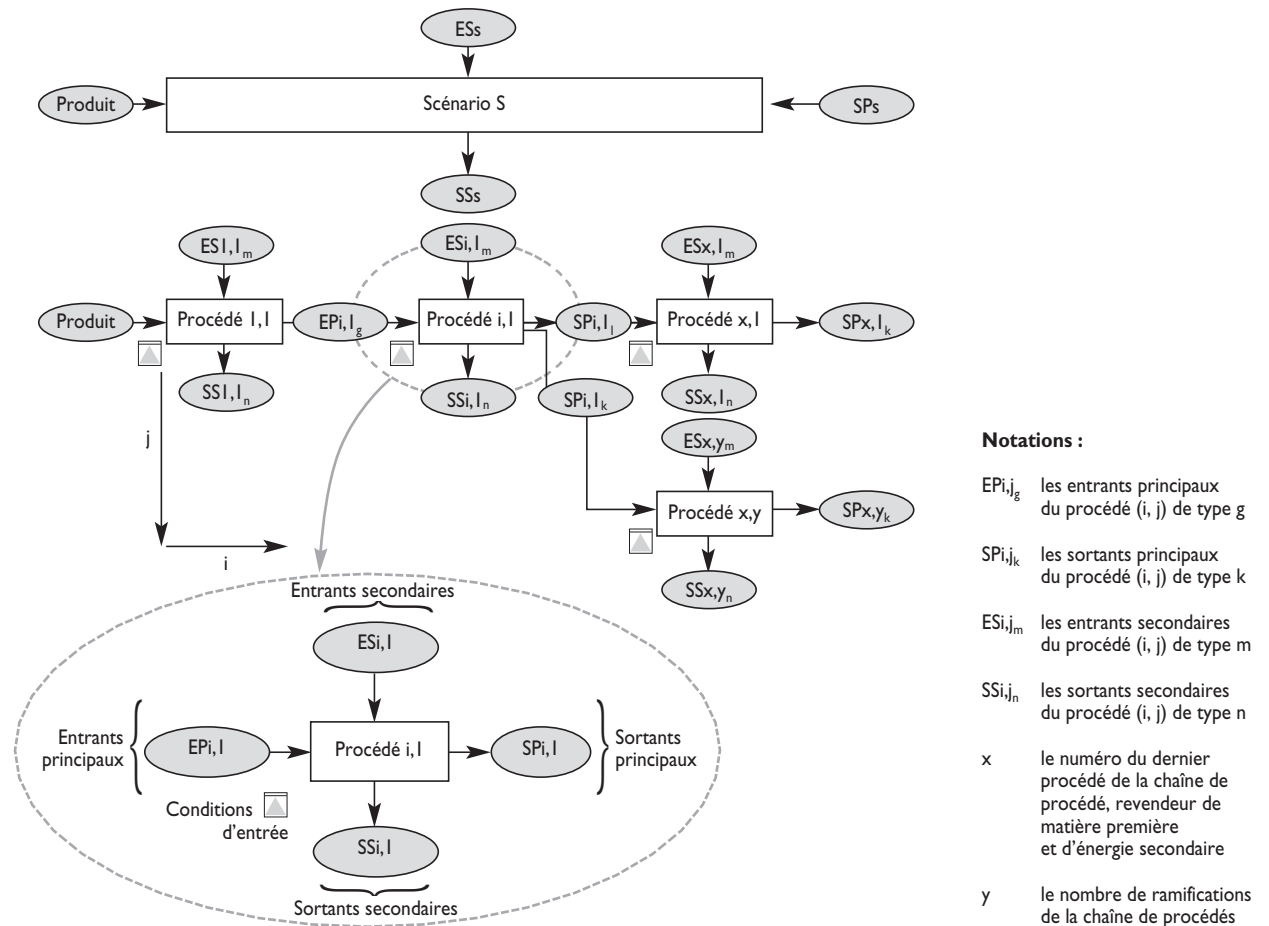 ESs
Produit
Scénario S
SPs
SSs
ES1,1m
ESi,1m
ESx,1m
Produit
Procédé 1,1
EPi,1g
Procédé i,1
SPi,1l
Procédé x,1
SPx,1k
SS1,1n
SSi,1n
SPi,1k
SSx,1n
j
ESx,ym
Procédé x,y
SPx,yk
i
SSx,yn
Entrants secondaires
ESi,1
Entrants
principaux
EPi,1
Procédé i,1
SPi,1
Sortants
principaux
Conditions
d'entrée
SSi,1
Sortants secondaires
Notations :
EPi,jg les entrants principaux
du procédé (i, j) de type g
SPi,jk les sortants principaux
du procédé (i, j) de type k
ESi,jm les entrants secondaires
du procédé (i, j) de type m
SSi,jn les sortants secondaires
du procédé (i, j) de type n
x le numéro du dernier
procédé de la chaîne de
procédé, revendeur de
matière première
et d'énergie secondaire
y le nombre de ramifications
de la chaîne de procédés